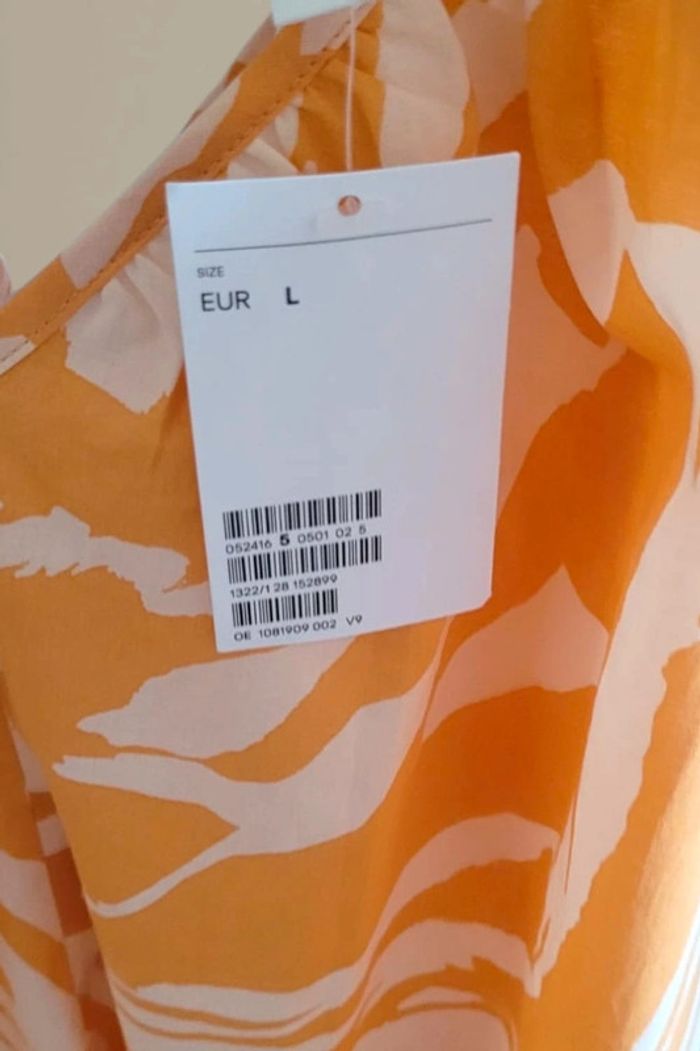 SIZE
EUR L
052416 5 0501 02 5
1322/1 28 152899
OE 1081909 002 V9